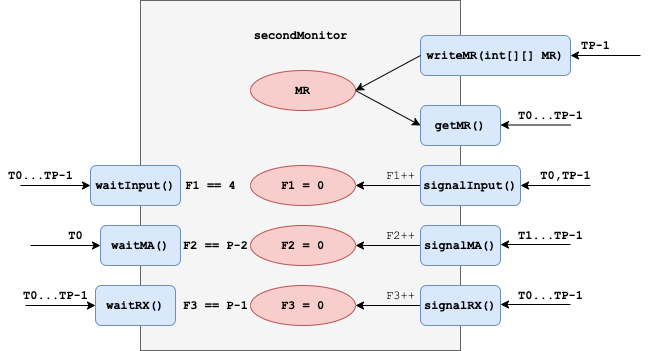 secondMonitor
writeMR(int[][] MR)
TP-1
MR
getMR()
T0...TP-1
T0...TP-1
waitInput()
F1 == 4
F1 = 0
F1++
signalInput()
T0,TP-1
T0
waitMA()
F2 == P-2
F2 = 0
F2++
signalMA()
T1...TP-1
T0...TP-1
waitRX()
F3 == P-1
F3 = 0
F3++
signalRX()
T0...TP-1